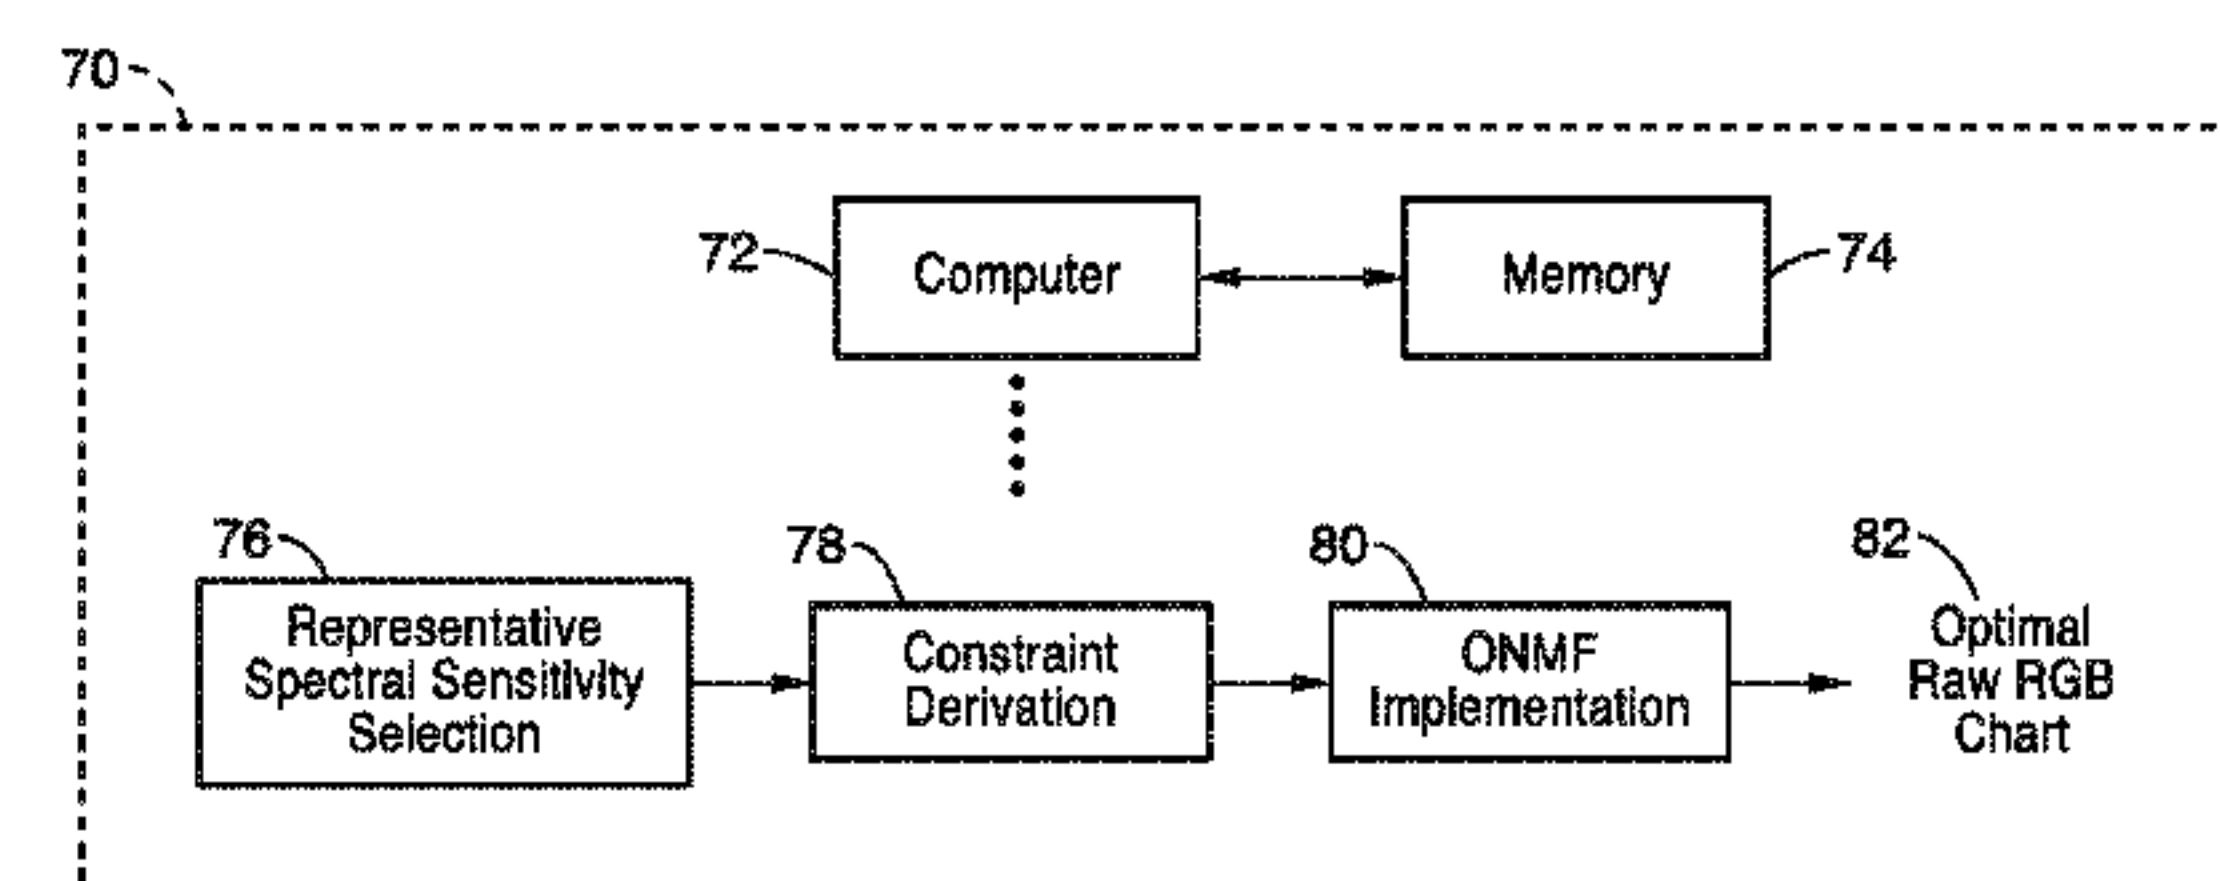 70
72
Computer
Memory
74
76
Representative
Spectral Sensitivity
Selection
78
Constraint
Derivation
80
ONMF
Implementation
82
Optimal
Raw RGB
Chart